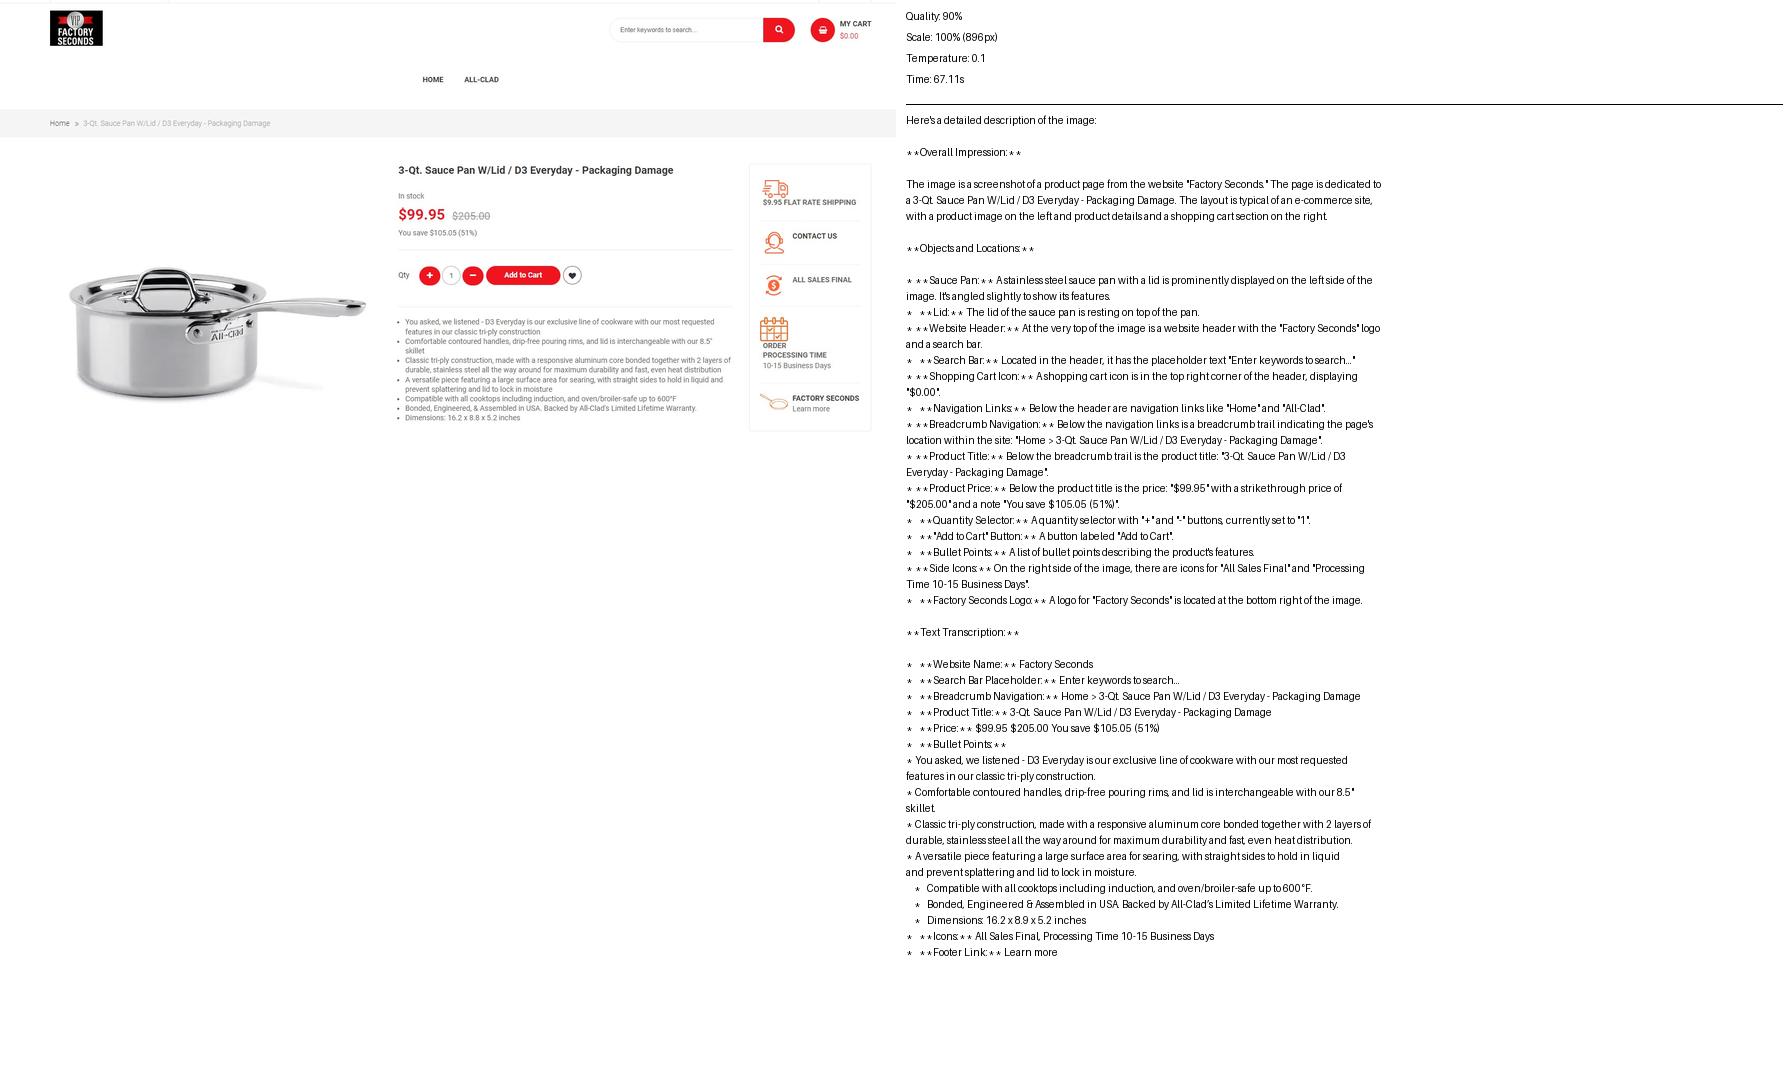 VIP
FACTORY
SECONDS
Enter keywords to search...
MY CART
$0.00
HOME
ALL-CLAD
Home » 3-Qt. Sauce Pan W/Lid / D3 Everyday - Packaging Damage
3-Qt. Sauce Pan W/Lid / D3 Everyday - Packaging Damage
In stock
$99.95 $205.00
You save $105.05 (51%)
Qty + 1 − Add to Cart
All-Clad
• You asked, we listened - D3 Everyday is our exclusive line of cookware with our most requested
features in our classic tri-ply construction
• Comfortable contoured handles, drip-free pouring rims, and lid is interchangeable with our 8.5"
skillet
• Classic tri-ply construction, made with a responsive aluminum core bonded together with 2 layers of
durable, stainless steel all the way around for maximum durability and fast, even heat distribution
• A versatile piece featuring a large surface area for searing, with straight sides to hold in liquid and
prevent splattering and lid to lock in moisture
• Compatible with all cooktops including induction, and oven/broiler-safe up to 600°F
• Bonded, Engineered, & Assembled in USA. Backed by All-Clad's Limited Lifetime Warranty.
• Dimensions: 16.2 x 8.8 x 5.2 inches
$9.95 FLAT RATE SHIPPING
CONTACT US
ALL SALES FINAL
ORDER
PROCESSING TIME
10-15 Business Days
FACTORY SECONDS
Learn more
Quality: 90%
Scale: 100% (896px)
Temperature: 0.1
Time: 67.11s
Here's a detailed description of the image:
**Overall Impression:**
The image is a screenshot of a product page from the website "Factory Seconds." The page is dedicated to
a 3-Qt. Sauce Pan W/Lid / D3 Everyday - Packaging Damage. The layout is typical of an e-commerce site,
with a product image on the left and product details and a shopping cart section on the right.
**Objects and Locations:**
* **Sauce Pan:** A stainless steel sauce pan with a lid is prominently displayed on the left side of the
image. It's angled slightly to show its features.
* **Lid:** The lid of the sauce pan is resting on top of the pan.
* **Website Header:** At the very top of the image is a website header with the "Factory Seconds" logo
and a search bar.
* **Search Bar:** Located in the header, it has the placeholder text "Enter keywords to search..."
* **Shopping Cart Icon:** A shopping cart icon is in the top right corner of the header, displaying
"$0.00".
* **Navigation Links:** Below the header are navigation links like "Home" and "All-Clad".
* **Breadcrumb Navigation:** Below the navigation links is a breadcrumb trail indicating the page's
location within the site: "Home > 3-Qt. Sauce Pan W/Lid / D3 Everyday - Packaging Damage".
* **Product Title:** Below the breadcrumb trail is the product title: "3-Qt. Sauce Pan W/Lid / D3
Everyday - Packaging Damage".
* **Product Price:** Below the product title is the price: "$99.95" with a strikethrough price of
"$205.00" and a note "You save $105.05 (51%)".
* **Quantity Selector:** A quantity selector with "+" and "-" buttons, currently set to "1".
* **"Add to Cart" Button:** A button labeled "Add to Cart".
* **Bullet Points:** A list of bullet points describing the product's features.
* **Side Icons:** On the right side of the image, there are icons for "All Sales Final" and "Processing
Time 10-15 Business Days".
* **Factory Seconds Logo:** A logo for "Factory Seconds" is located at the bottom right of the image.
**Text Transcription:**
* **Website Name:** Factory Seconds
* **Search Bar Placeholder:** Enter keywords to search...
* **Breadcrumb Navigation:** Home > 3-Qt. Sauce Pan W/Lid / D3 Everyday - Packaging Damage
* **Product Title:** 3-Qt. Sauce Pan W/Lid / D3 Everyday - Packaging Damage
* **Price:** $99.95 $205.00 You save $105.05 (51%)
* **Bullet Points:**
* You asked, we listened - D3 Everyday is our exclusive line of cookware with our most requested
features in our classic tri-ply construction.
* Comfortable contoured handles, drip-free pouring rims, and lid is interchangeable with our 8.5"
skillet.
* Classic tri-ply construction, made with a responsive aluminum core bonded together with 2 layers of
durable, stainless steel all the way around for maximum durability and fast, even heat distribution.
* A versatile piece featuring a large surface area for searing, with straight sides to hold in liquid
and prevent splattering and lid to lock in moisture.
* Compatible with all cooktops including induction, and oven/broiler-safe up to 600°F.
* Bonded, Engineered & Assembled in USA. Backed by All-Clad's Limited Lifetime Warranty.
* Dimensions: 16.2 x 8.9 x 5.2 inches
* **Icons:** All Sales Final, Processing Time 10-15 Business Days
* **Footer Link:** Learn more